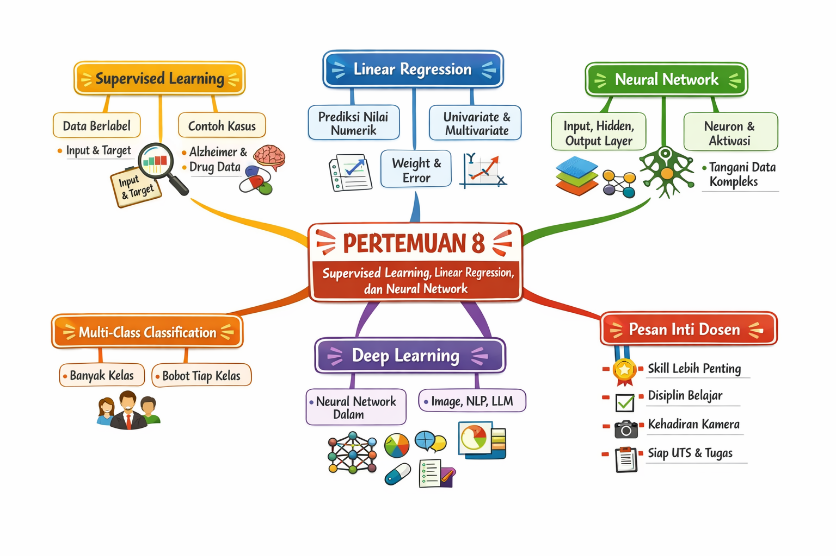 Supervised Learning
Data Berlabel
• Input & Target
Input
& Target
Contoh Kasus
• Alzheimer &
• Drug Data
Linear Regression
Prediksi Nilai
Numerik
Univariate &
Multivariate
Weight &
Error
Neural Network
Input, Hidden,
Output Layer
Neuron &
Aktivasi
• Tangani Data
Kompleks
PERTEMUAN 8
Supervised Learning, Linear Regression,
dan Neural Network
Multi-Class Classification
• Banyak Kelas
• Bobot Tiap Kelas
Deep Learning
• Neural Network
Dalam
• Image, NLP, LLM
Pesan Inti Dosen
Skill Lebih Penting
Disiplin Belajar
Kehadiran Kamera
Siap UTS & Tugas